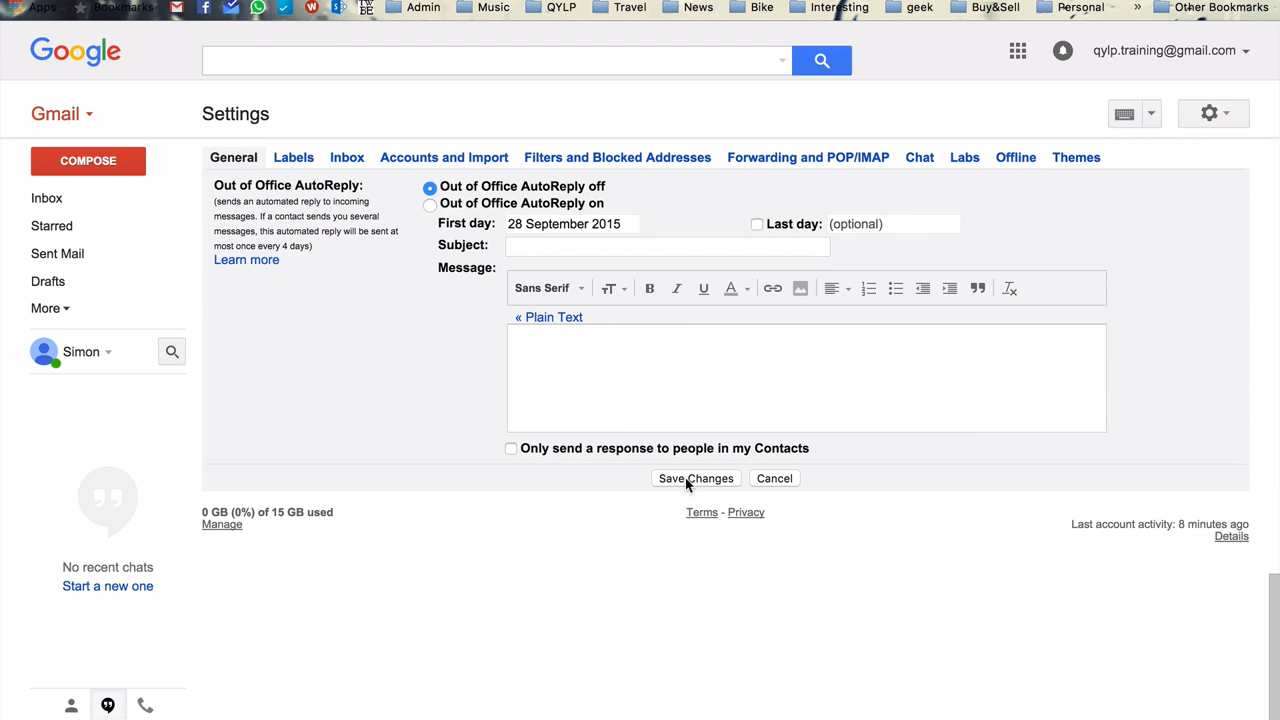 Apps Bookmarks Admin Music QYLP Travel News Bike Interesting geek Buy&Sell Personal » Other Bookmarks
Google
qylp.training@gmail.com
Gmail
Settings
COMPOSE
General Labels Inbox Accounts and Import Filters and Blocked Addresses Forwarding and POP/IMAP Chat Labs Offline Themes
Inbox
Starred
Sent Mail
Drafts
More
Simon
Out of Office AutoReply:
(sends an automated reply to incoming
messages. If a contact sends you several
messages, this automated reply will be sent at
most once every 4 days)
Learn more
Out of Office AutoReply off
Out of Office AutoReply on
First day: 28 September 2015 Last day: (optional)
Subject:
Message:
Sans Serif
« Plain Text
Only send a response to people in my Contacts
Save Changes Cancel
0 GB (0%) of 15 GB used
Manage
Terms - Privacy
Last account activity: 8 minutes ago
Details
No recent chats
Start a new one